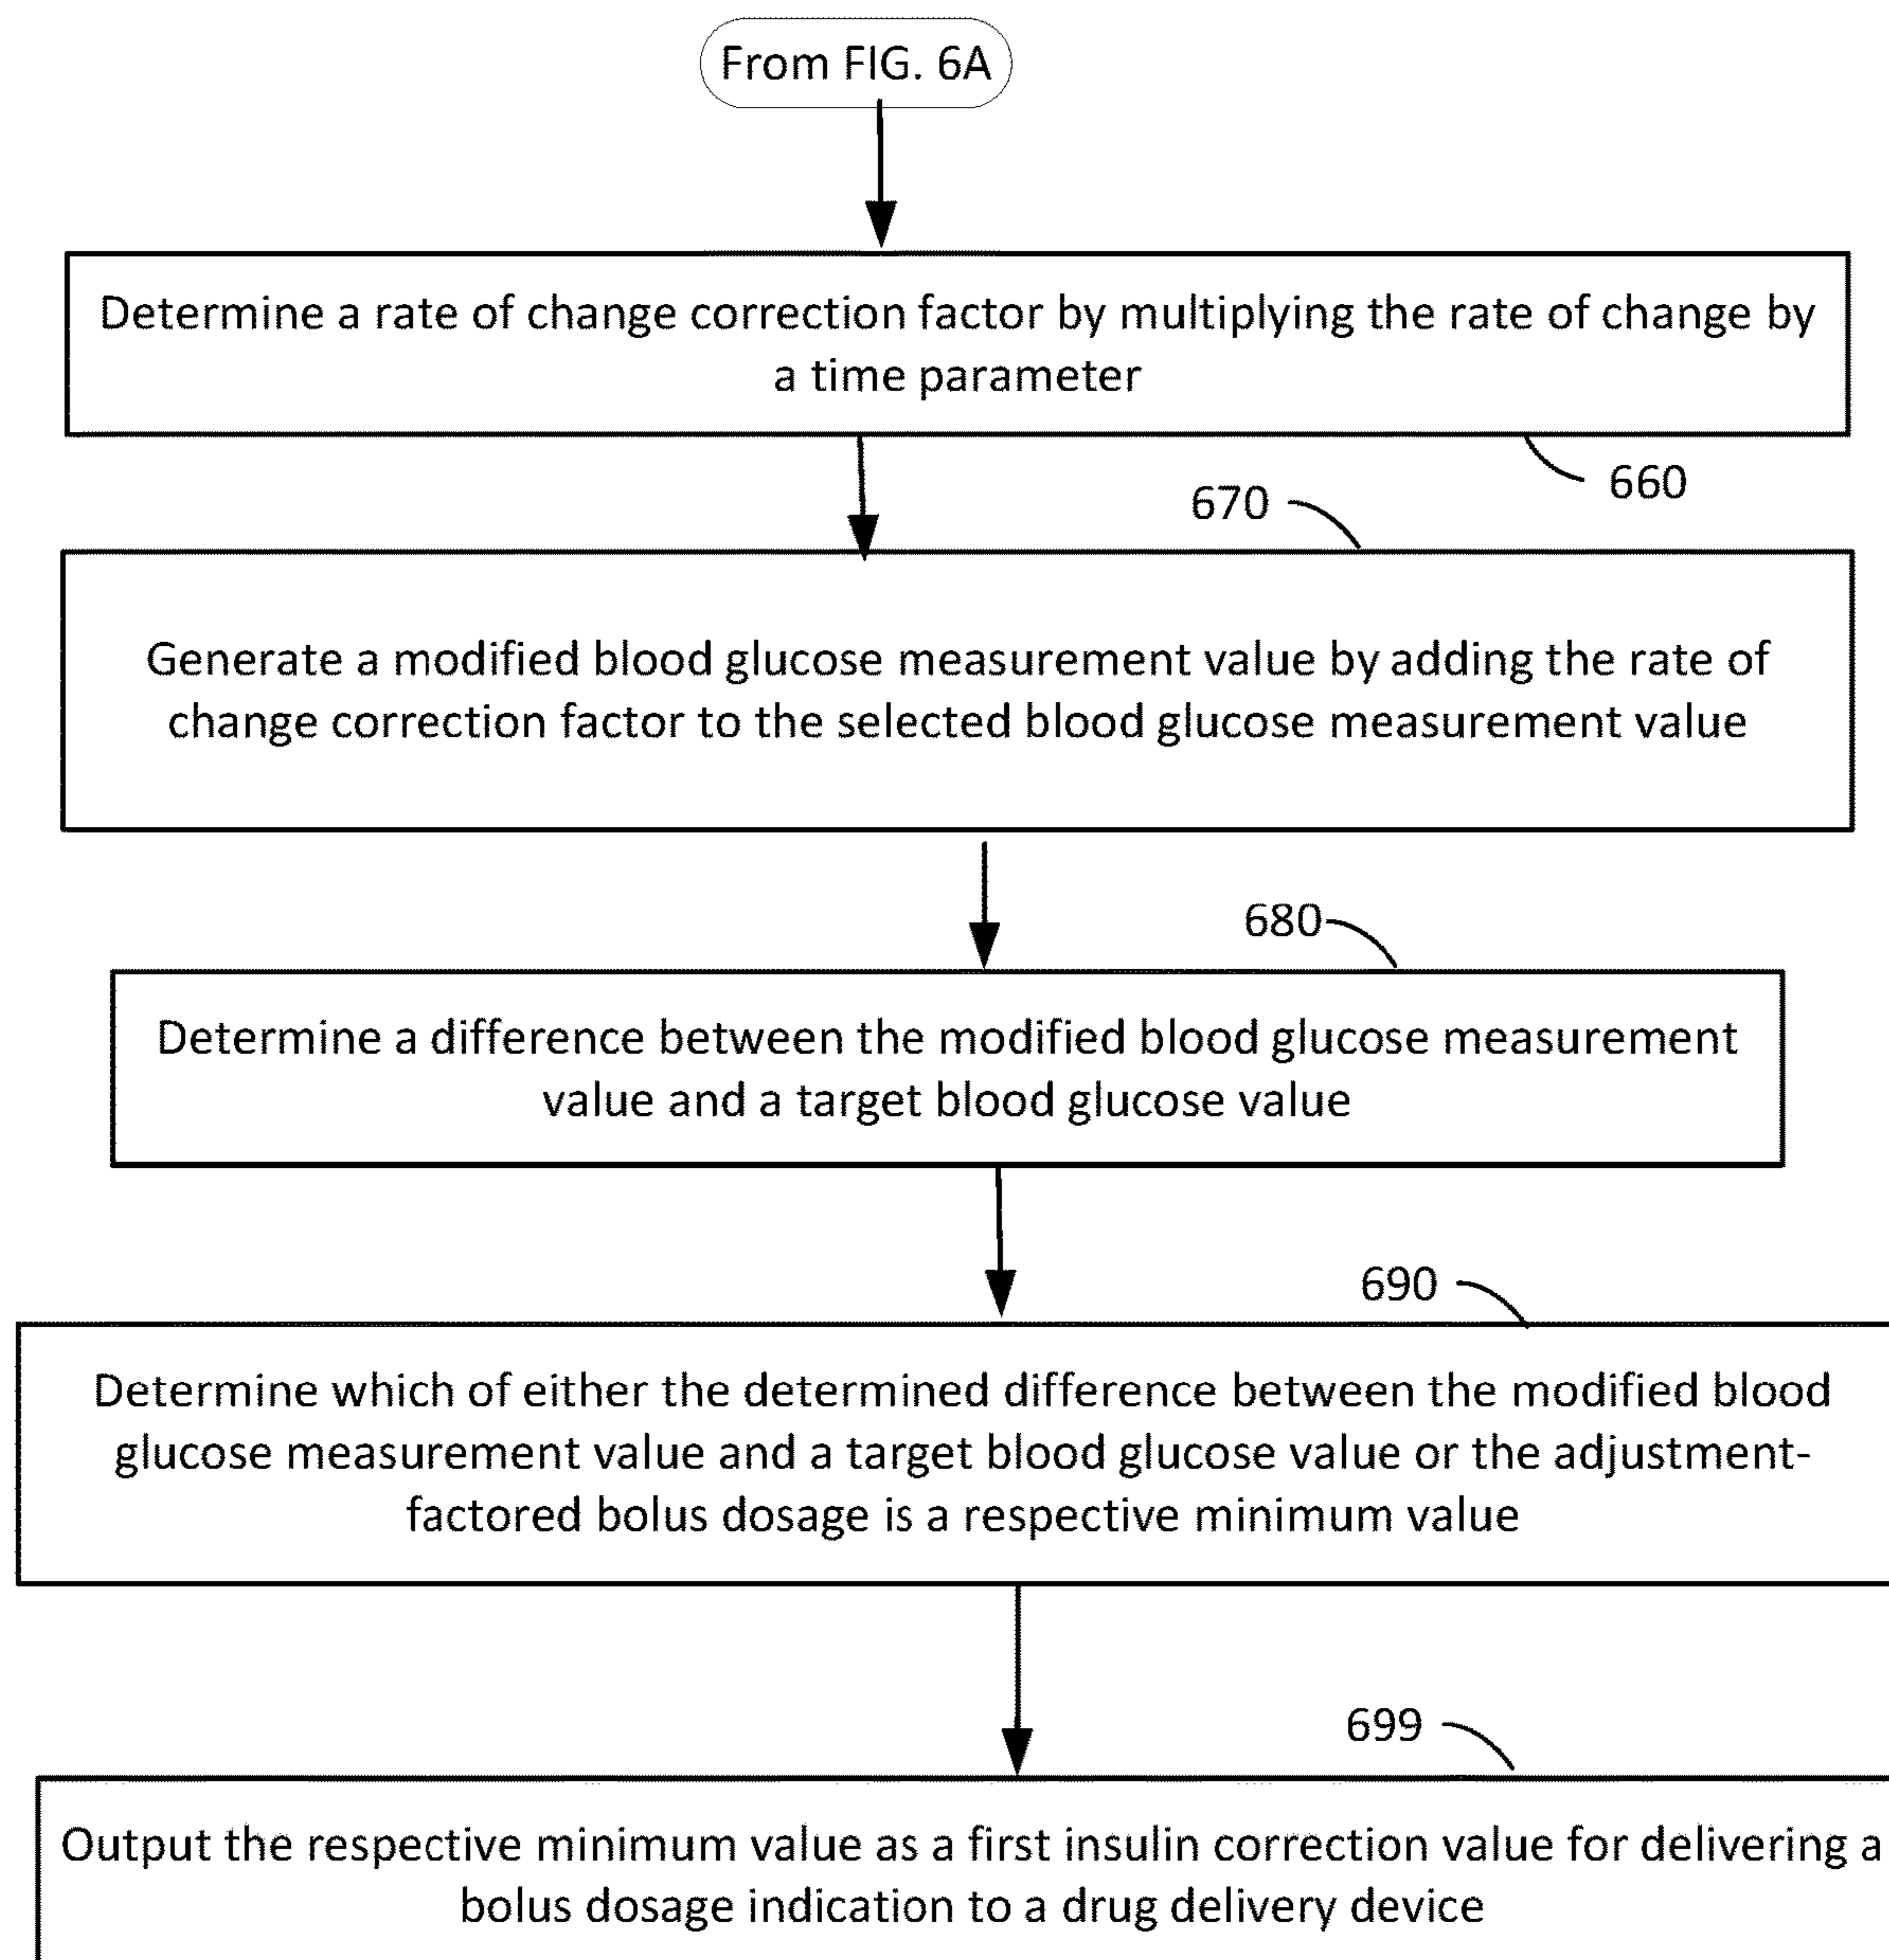 From FIG. 6A
Determine a rate of change correction factor by multiplying the rate of change by
a time parameter
660
670
Generate a modified blood glucose measurement value by adding the rate of
change correction factor to the selected blood glucose measurement value
680
Determine a difference between the modified blood glucose measurement
value and a target blood glucose value
690
Determine which of either the determined difference between the modified blood
glucose measurement value and a target blood glucose value or the adjustment-
factored bolus dosage is a respective minimum value
699
Output the respective minimum value as a first insulin correction value for delivering a
bolus dosage indication to a drug delivery device